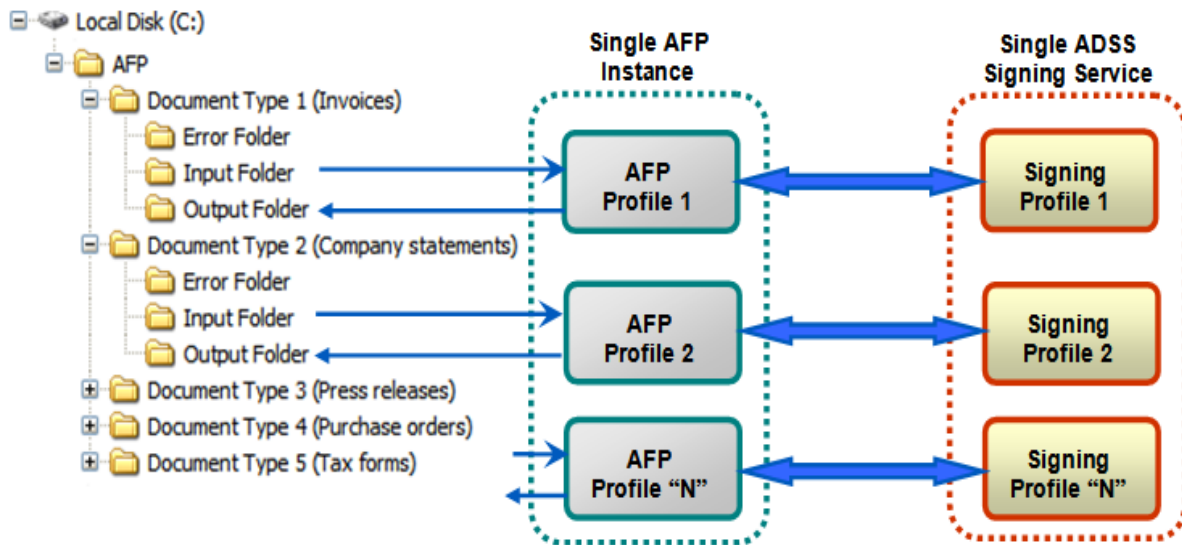 Local Disk (C:)
AFP
Document Type 1 (Invoices)
Error Folder
Input Folder
Output Folder
Document Type 2 (Company statements)
Error Folder
Input Folder
Output Folder
Document Type 3 (Press releases)
Document Type 4 (Purchase orders)
Document Type 5 (Tax forms)
Single AFP
Instance
AFP
Profile 1
AFP
Profile 2
AFP
Profile “N”
Single ADSS
Signing Service
Signing
Profile 1
Signing
Profile 2
Signing
Profile “N”